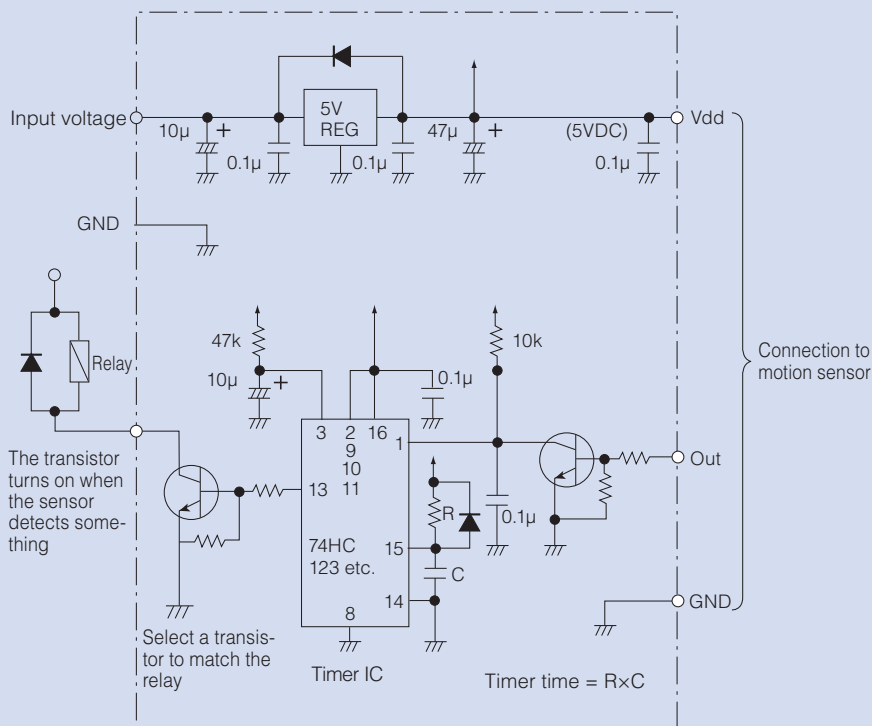 Input voltage
10μ
+
0.1μ
5V
REG
0.1μ
47μ
+
(5VDC)
0.1μ
Vdd
GND
Relay
47k
10μ
+
0.1μ
10k
Connection to
motion sensor
The transistor
turns on when
the sensor
detects some-
thing
3
2
16
9
10
11
1
13
15
14
8
74HC
123 etc.
R
C
0.1μ
Out
GND
Select a transis-
tor to match the
relay
Timer IC
Timer time = R×C